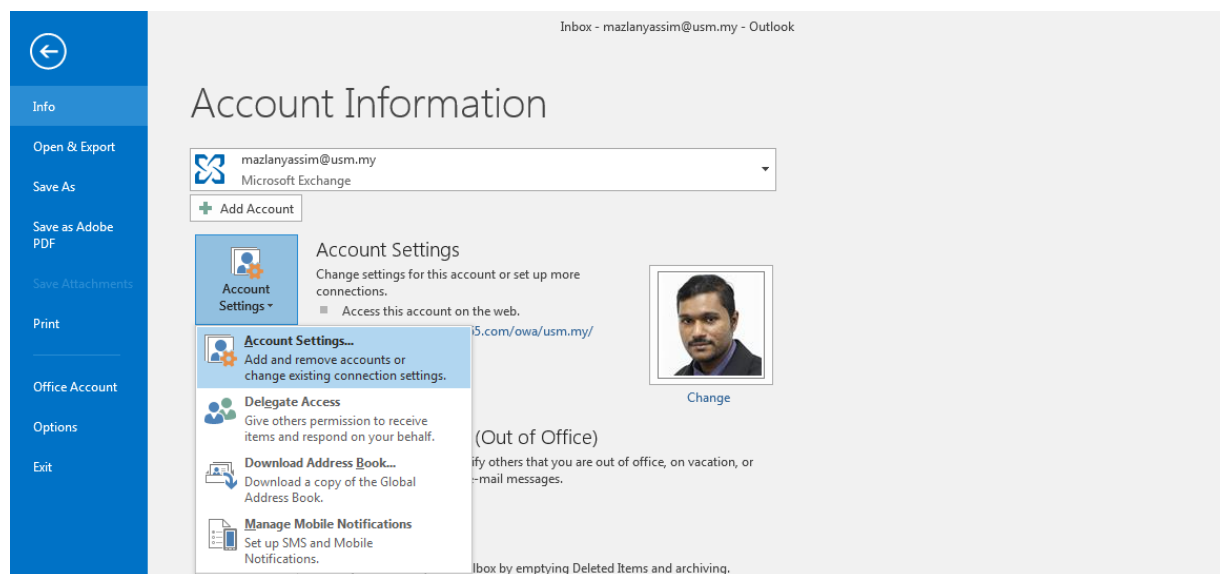 Inbox - mazlanyassim@usm.my - Outlook
Info
Open & Export
Save As
Save as Adobe
PDF
Save Attachments
Print
Office Account
Options
Exit
Account Information
mazlanyassim@usm.my
Microsoft Exchange
Add Account
Account
Settings
Account Settings
Change settings for this account or set up more
connections.
Access this account on the web.
5.com/owa/usm.my/
Change
Account Settings...
Add and remove accounts or
change existing connection settings.
Delegate Access
Give others permission to receive
items and respond on your behalf.
Download Address Book...
Download a copy of the Global
Address Book.
Manage Mobile Notifications
Set up SMS and Mobile
Notifications.
(Out of Office)
ify others that you are out of office, on vacation, or
e-mail messages.
lbox by emptying Deleted Items and archiving.